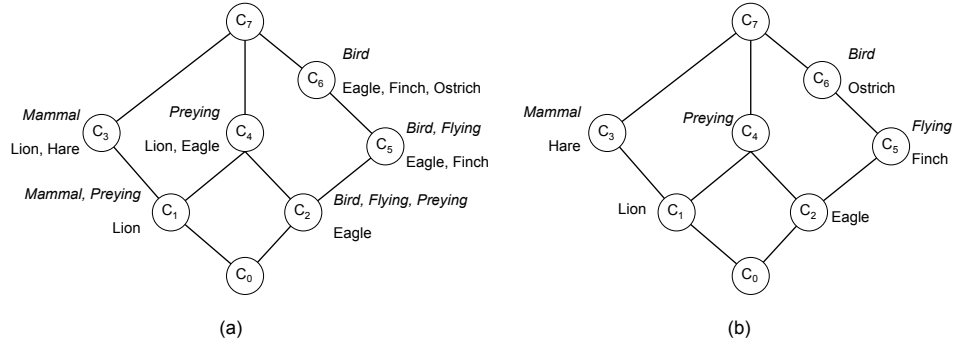 C7
Bird
C6
Eagle, Finch, Ostrich
Mammal
C3
Lion, Hare
Preying
C4
Lion, Eagle
Bird, Flying
C5
Eagle, Finch
Mammal, Preying
C1
Lion
Bird, Flying, Preying
C2
Eagle
C0
(a)
C7
Bird
C6
Ostrich
Mammal
C3
Hare
Preying
C4
Flying
C5
Finch
Lion
C1
C2
Eagle
C0
(b)